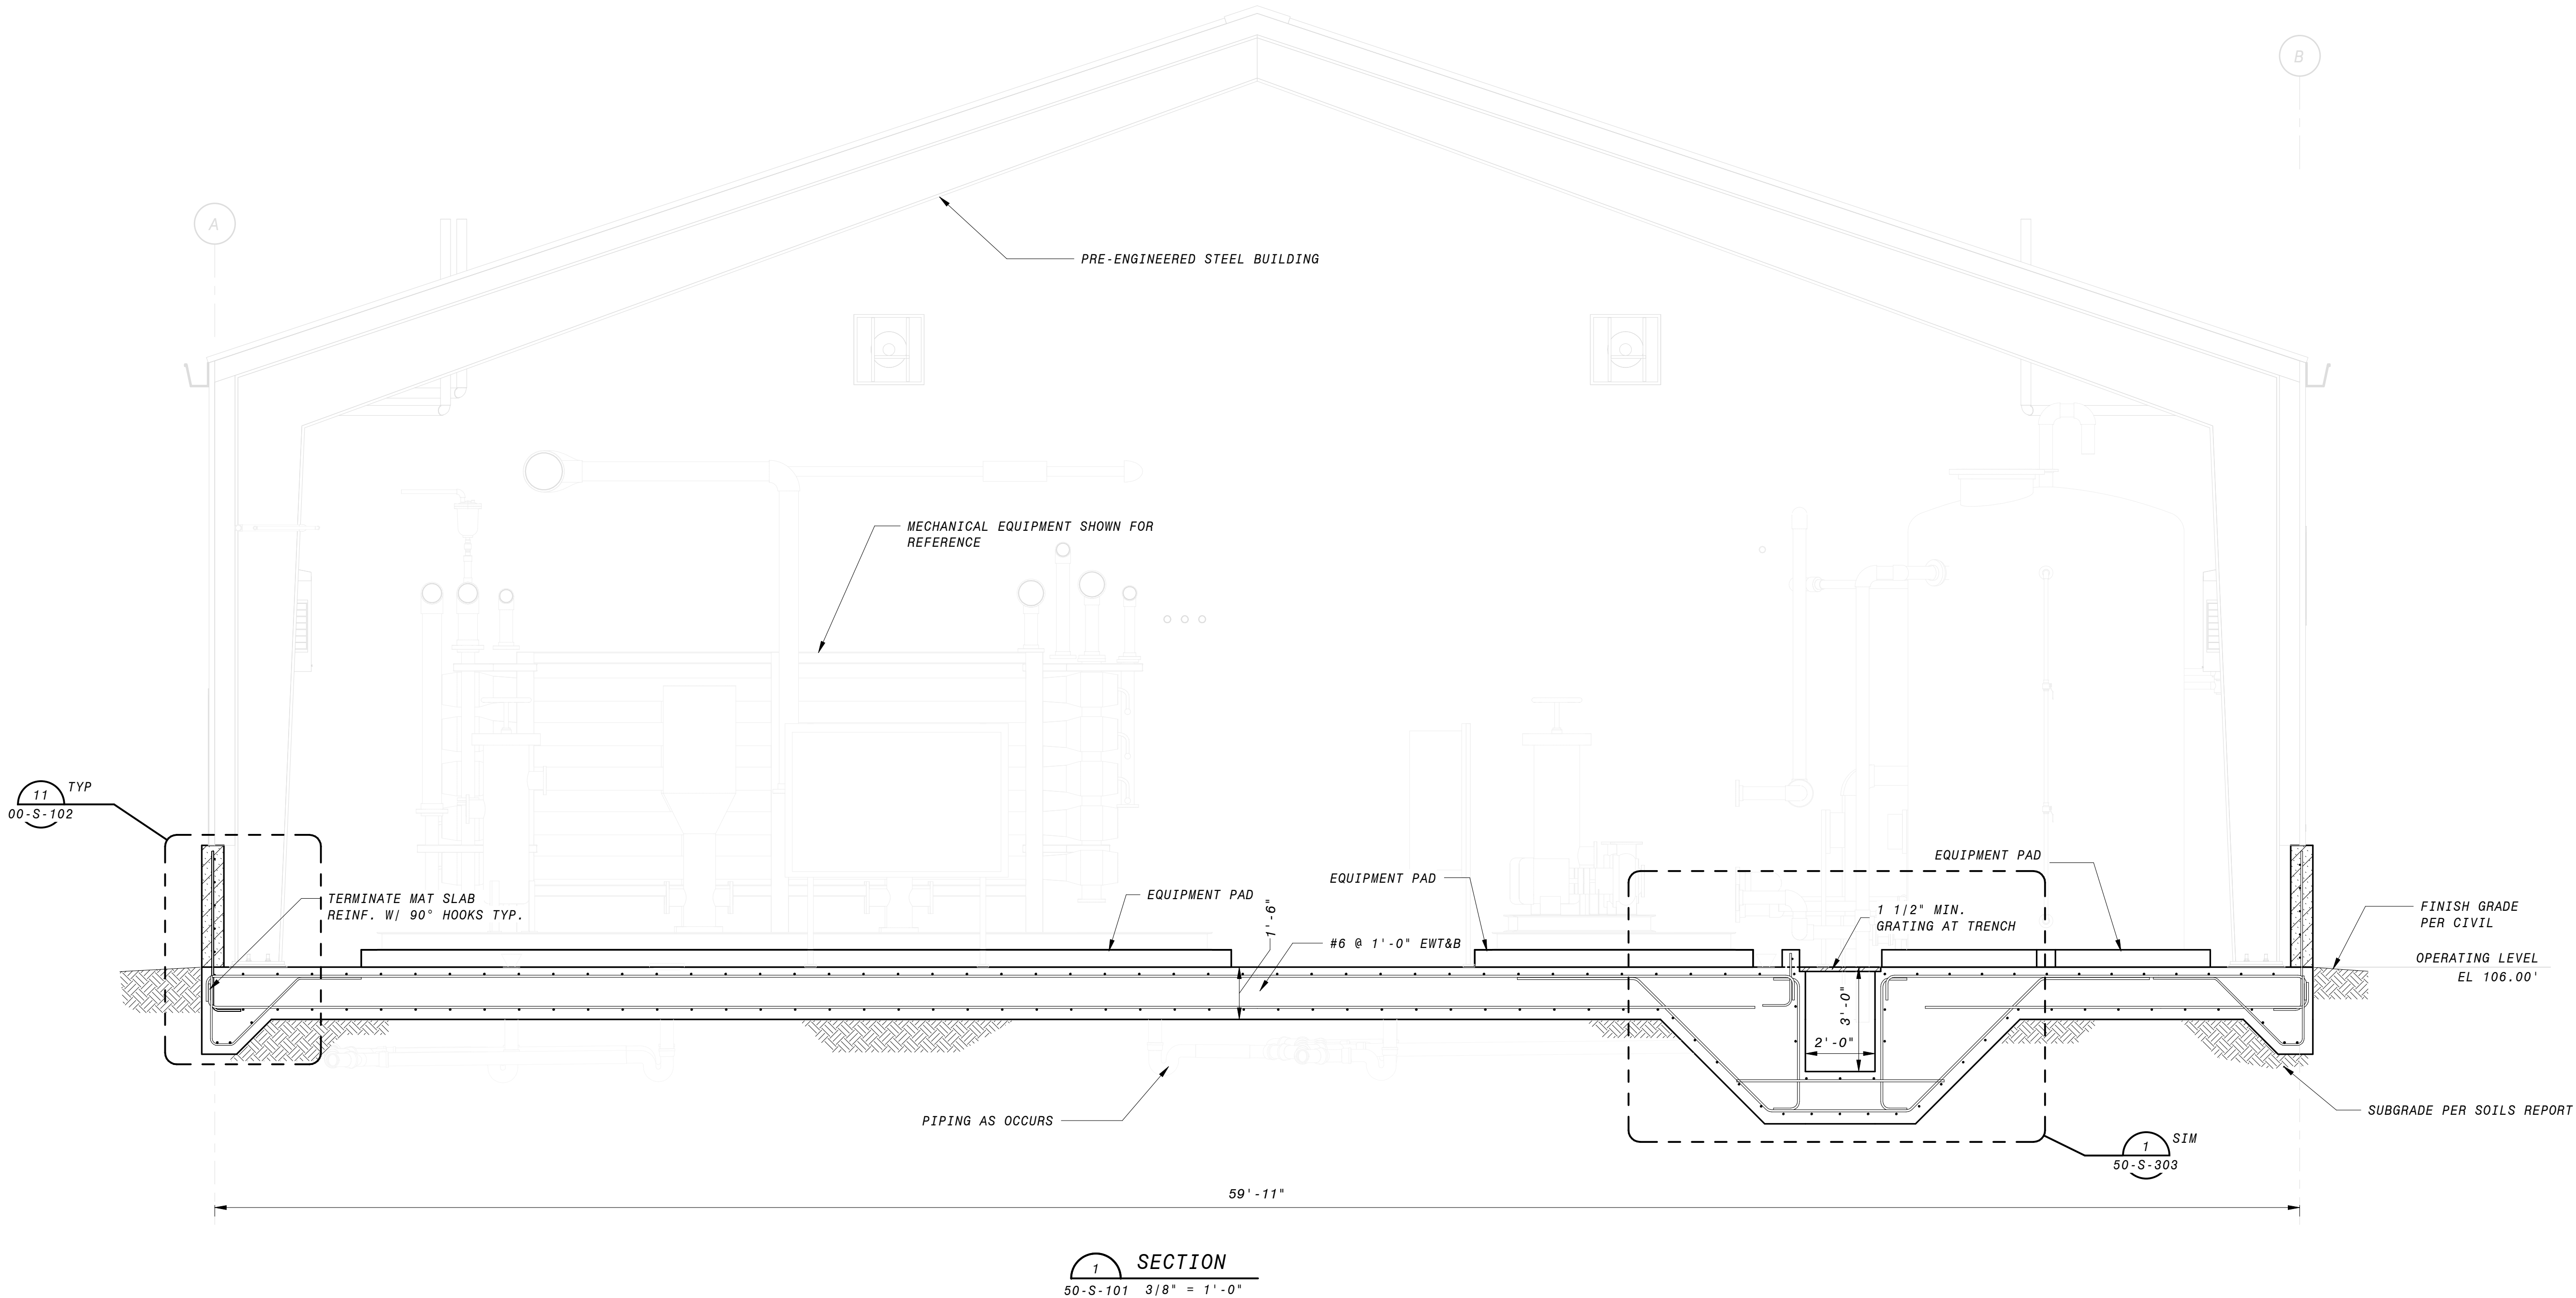 B
A
PRE-ENGINEERED STEEL BUILDING
MECHANICAL EQUIPMENT SHOWN FOR
REFERENCE
11
TYP
00-S-102
TERMINATE MAT SLAB
REINF. W/ 90° HOOKS TYP.
EQUIPMENT PAD
1'-6"
EQUIPMENT PAD
#6 @ 1'-0" EWT&B
EQUIPMENT PAD
1 1/2" MIN.
GRATING AT TRENCH
3'-0"
2'-0"
FINISH GRADE
PER CIVIL
OPERATING LEVEL
EL 106.00'
PIPING AS OCCURS
SUBGRADE PER SOILS REPORT
1
SIM
50-S-303
59'-11"
1
SECTION
50-S-101
3/8" = 1'-0"